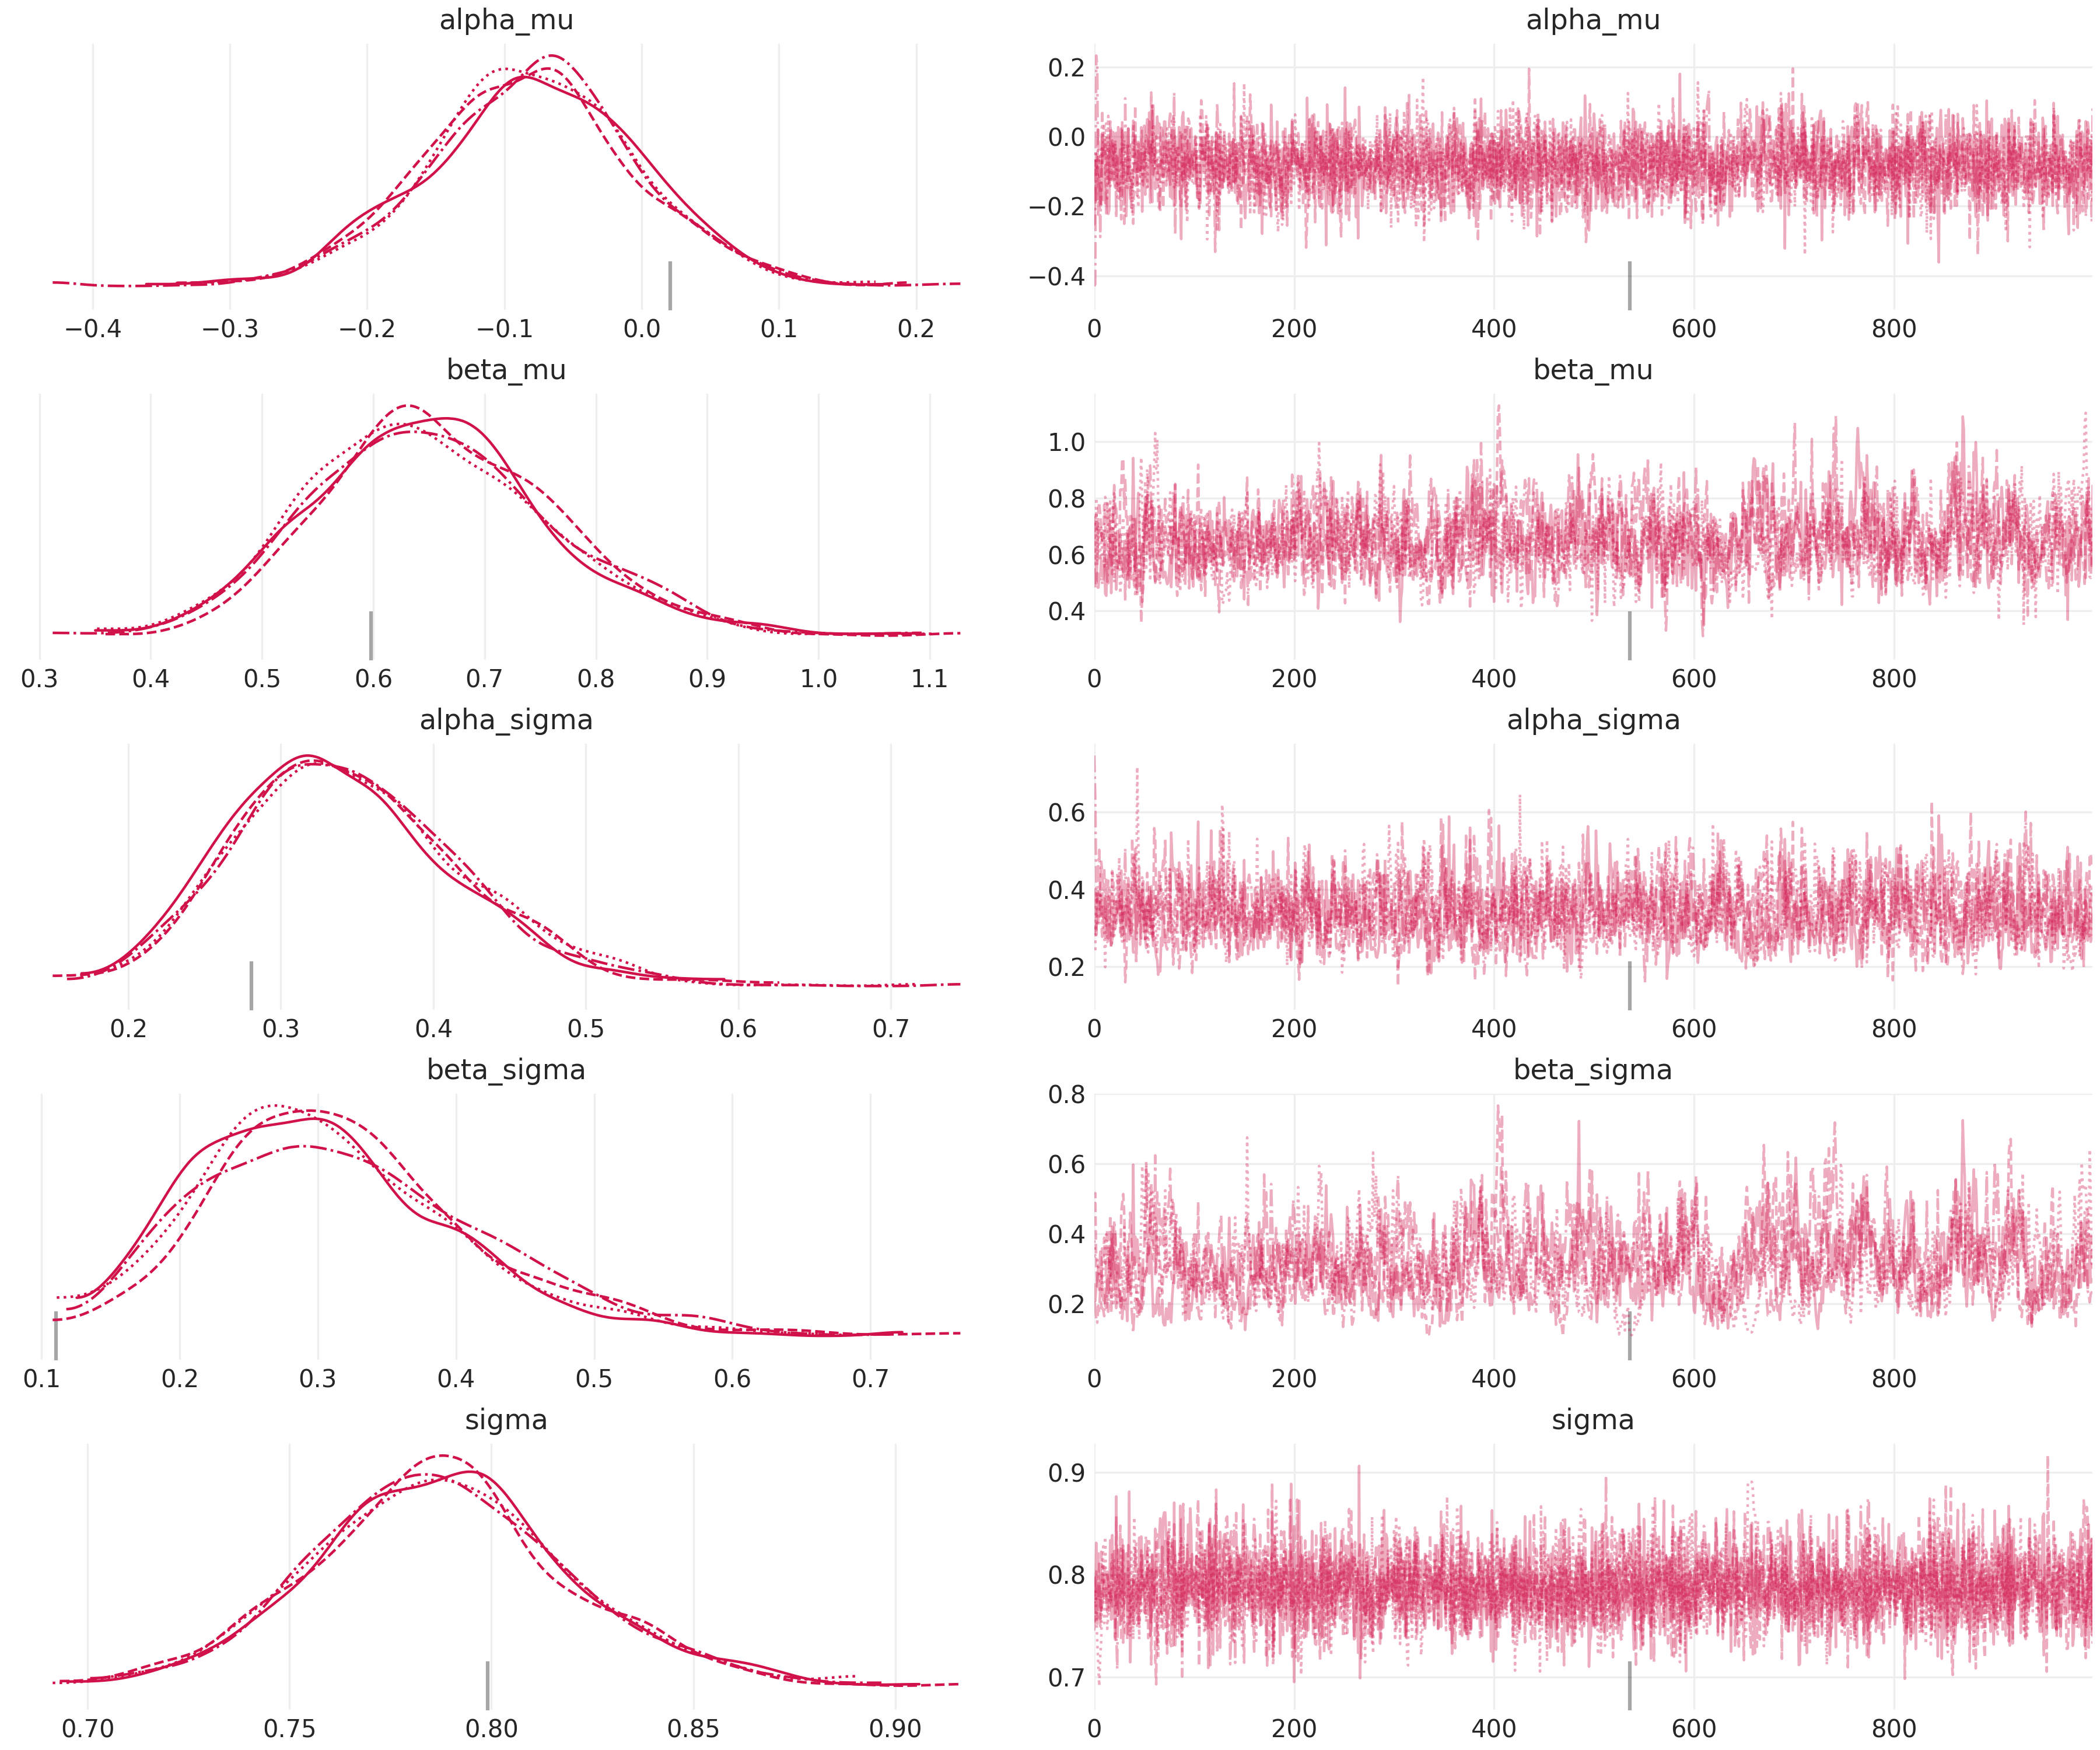 alpha_mu alpha_mu
0.2
0.0
−0.2
−0.4
−0.4 −0.3 −0.2 −0.1 0.0 0.1 0.2 0 200 400 600 800
beta_mu beta_mu
1.0
0.8
0.6
0.4
0.3 0.4 0.5 0.6 0.7 0.8 0.9 1.0 1.1 0 200 400 600 800
alpha_sigma alpha_sigma
0.6
0.4
0.2
0.2 0.3 0.4 0.5 0.6 0.7 0 200 400 600 800
beta_sigma beta_sigma
0.8
0.6
0.4
0.2
0.1 0.2 0.3 0.4 0.5 0.6 0.7 0 200 400 600 800
sigma sigma
0.9
0.8
0.7
0.70 0.75 0.80 0.85 0.90 0 200 400 600 800